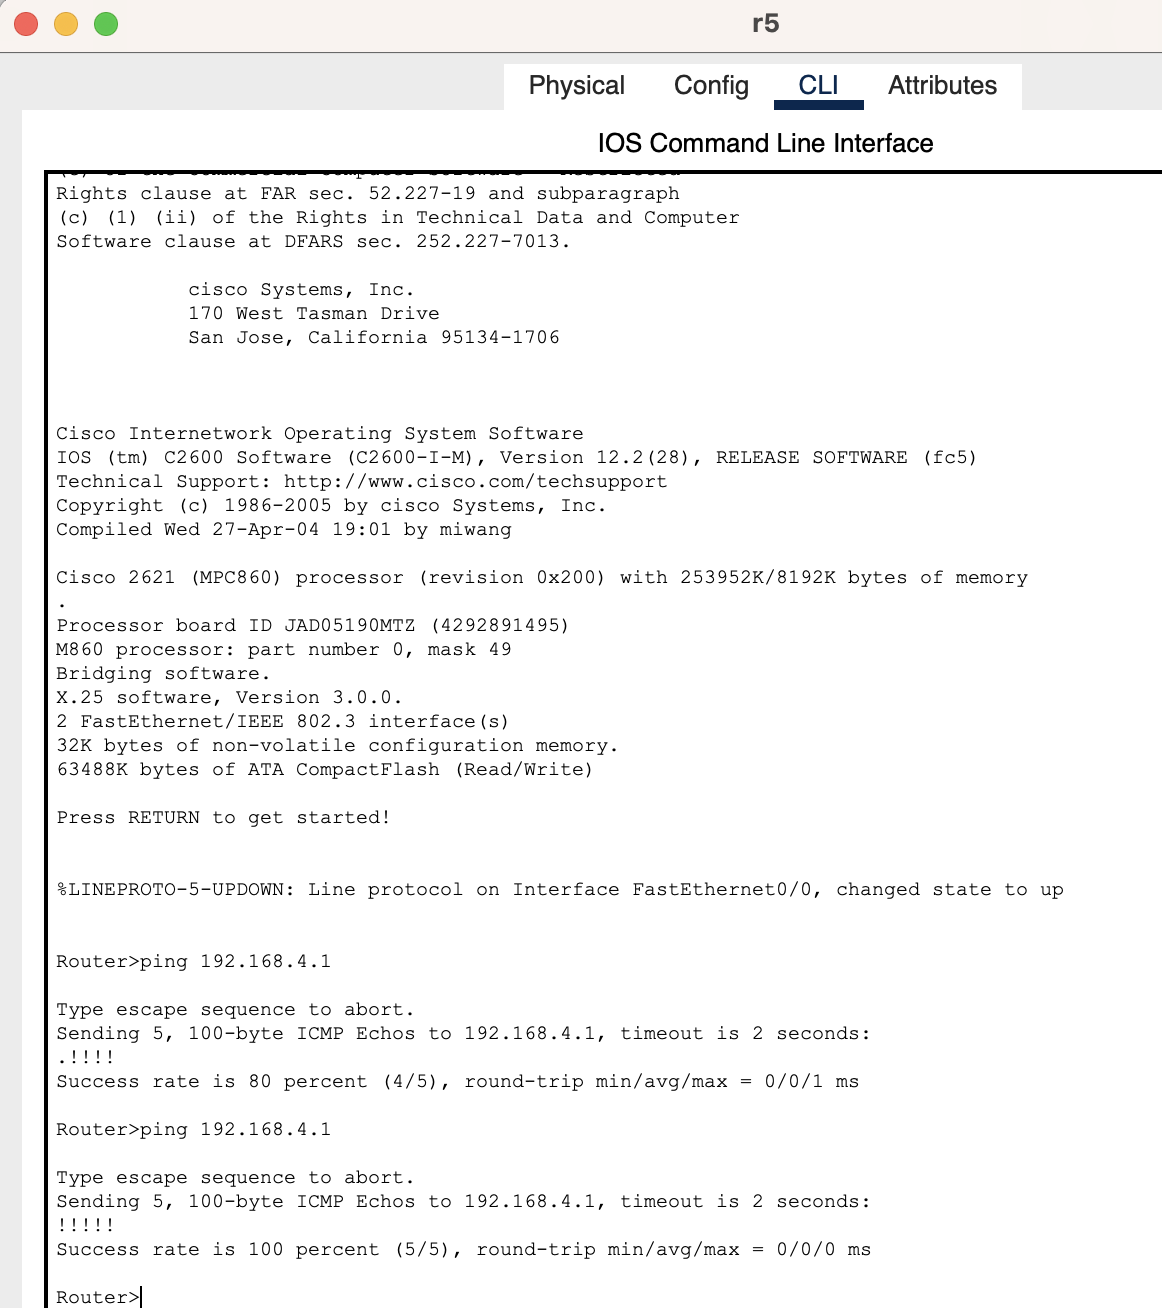 r5
Physical Config CLI Attributes
IOS Command Line Interface
Rights clause at FAR sec. 52.227-19 and subparagraph
(c) (1) (ii) of the Rights in Technical Data and Computer
Software clause at DFARS sec. 252.227-7013.
cisco Systems, Inc.
170 West Tasman Drive
San Jose, California 95134-1706
Cisco Internetwork Operating System Software
IOS (tm) C2600 Software (C2600-I-M), Version 12.2(28), RELEASE SOFTWARE (fc5)
Technical Support: http://www.cisco.com/techsupport
Copyright (c) 1986-2005 by cisco Systems, Inc.
Compiled Wed 27-Apr-04 19:01 by miwang
Cisco 2621 (MPC860) processor (revision 0x200) with 253952K/8192K bytes of memory
.
Processor board ID JAD05190MTZ (4292891495)
M860 processor: part number 0, mask 49
Bridging software.
X.25 software, Version 3.0.0.
2 FastEthernet/IEEE 802.3 interface(s)
32K bytes of non-volatile configuration memory.
63488K bytes of ATA CompactFlash (Read/Write)
Press RETURN to get started!
%LINEPROTO-5-UPDOWN: Line protocol on Interface FastEthernet0/0, changed state to up
Router>ping 192.168.4.1
Type escape sequence to abort.
Sending 5, 100-byte ICMP Echos to 192.168.4.1, timeout is 2 seconds:
.!!!!
Success rate is 80 percent (4/5), round-trip min/avg/max = 0/0/1 ms
Router>ping 192.168.4.1
Type escape sequence to abort.
Sending 5, 100-byte ICMP Echos to 192.168.4.1, timeout is 2 seconds:
!!!!!
Success rate is 100 percent (5/5), round-trip min/avg/max = 0/0/0 ms
Router>